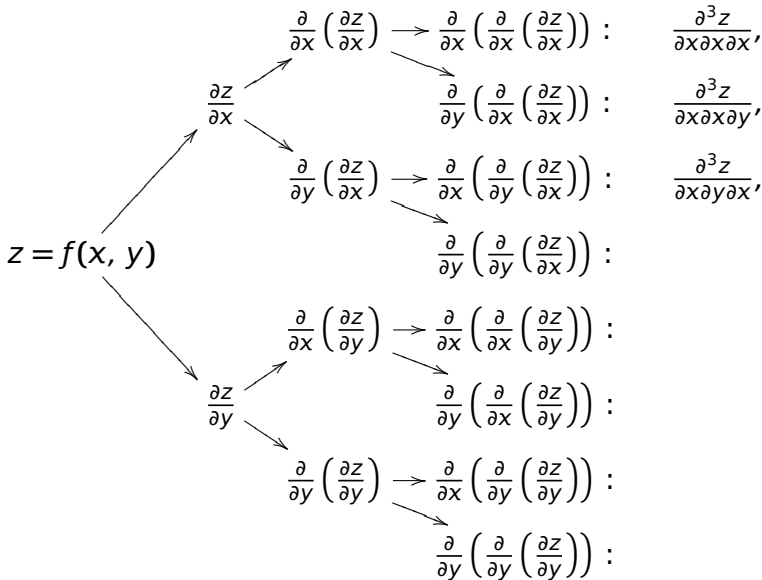 ∂/∂x (∂z/∂x) → ∂/∂x (∂/∂x (∂z/∂x)) : ∂³z/∂x∂x∂x,
∂z/∂x ∂/∂y (∂/∂x (∂z/∂x)) : ∂³z/∂x∂x∂y,
∂/∂y (∂z/∂x) → ∂/∂x (∂/∂y (∂z/∂x)) : ∂³z/∂x∂y∂x,
z = f(x, y) ∂/∂y (∂/∂y (∂z/∂x)) :
∂/∂x (∂z/∂y) → ∂/∂x (∂/∂x (∂z/∂y)) :
∂z/∂y ∂/∂y (∂/∂x (∂z/∂y)) :
∂/∂y (∂z/∂y) → ∂/∂x (∂/∂y (∂z/∂y)) :
∂/∂y (∂/∂y (∂z/∂y)) :